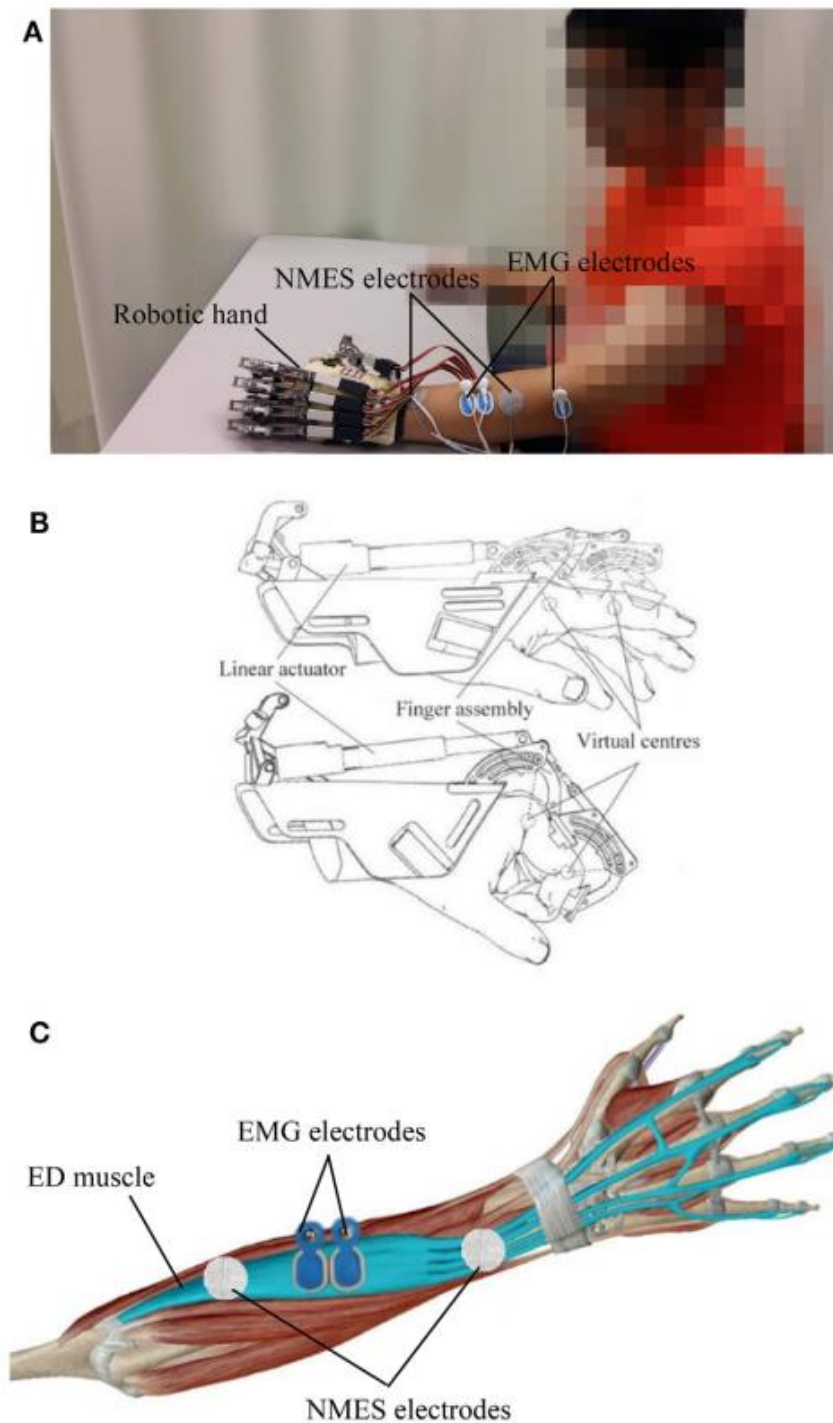 A
EMG electrodes
NMES electrodes
Robotic hand
B
Linear actuator
Finger assembly
Virtual centres
C
EMG electrodes
ED muscle
NMES electrodes